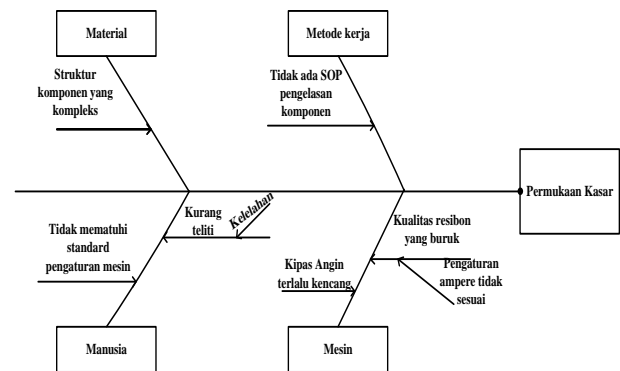 Material
Metode kerja
Struktur
komponen yang
kompleks
Tidak ada SOP
pengelasan
komponen
Permukaan Kasar
Kurang
teliti
Kelelahan
Tidak mematuhi
standard
pengaturan mesin
Kualitas resibon
yang buruk
Kipas Angin
terlalu kencang
Pengaturan
ampere tidak
sesuai
Manusia
Mesin